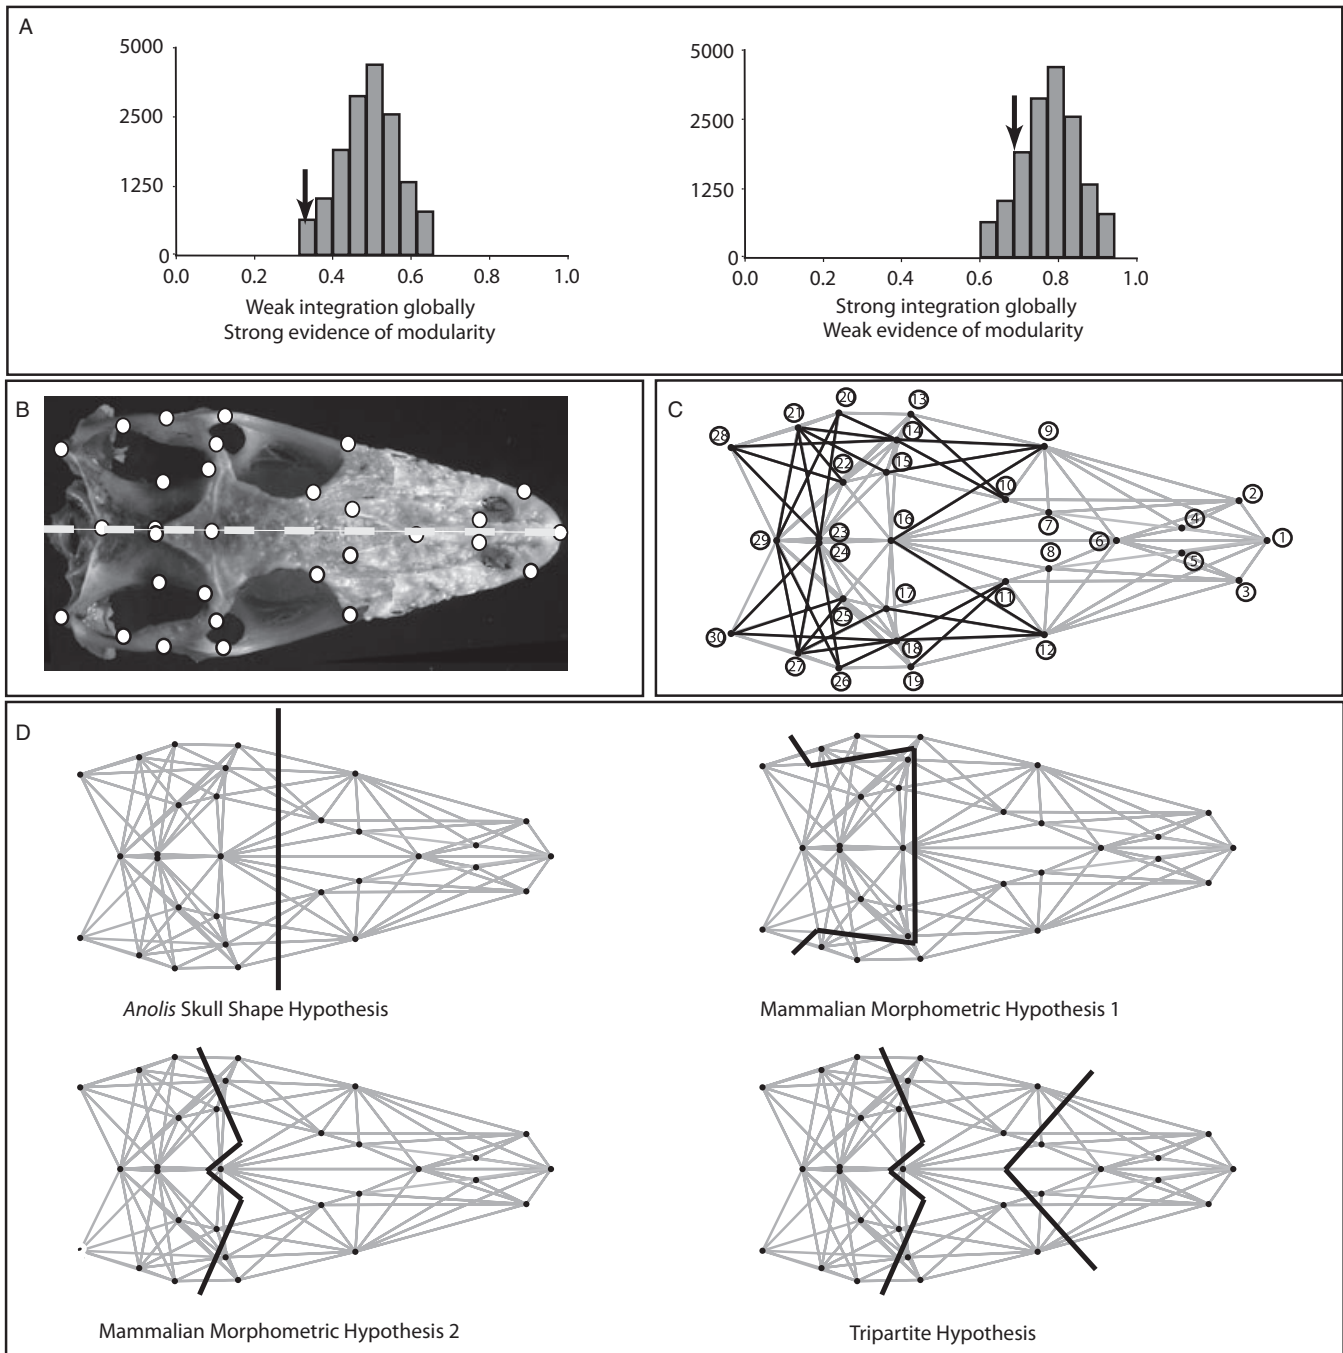 A
5000
2500
1250
0
0.0 0.2 0.4 0.6 0.8 1.0
Weak integration globally
Strong evidence of modularity
5000
2500
1250
0
0.0 0.2 0.4 0.6 0.8 1.0
Strong integration globally
Weak evidence of modularity
B
C
20 13
21 14
28 9
22 15
10 2
7 4
29 23 16 6 1
24 8
5
17 11 3
25
30 18 12
27
26 19
D
Anolis Skull Shape Hypothesis
Mammalian Morphometric Hypothesis 1
Mammalian Morphometric Hypothesis 2
Tripartite Hypothesis